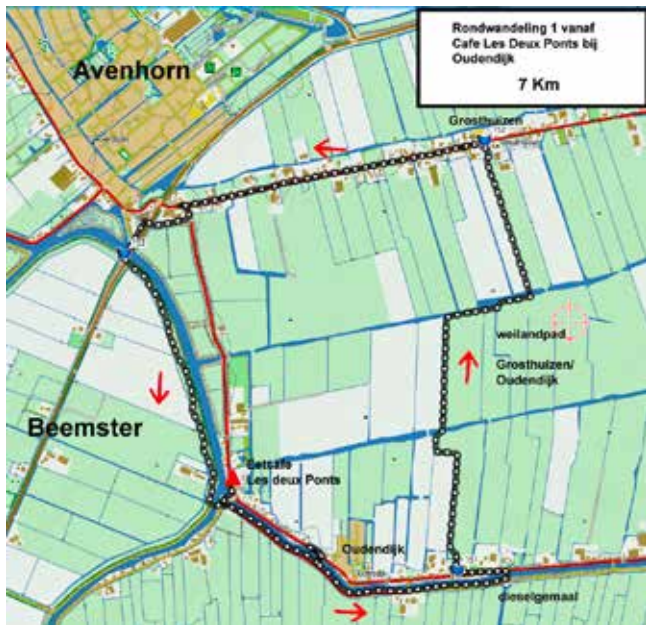 Rondwandeling 1 vanaf
Cafe Les Deux Ponts bij
Oudendijk
7 Km
Avenhorn
Grosthuizen
weilandpad
Grosthuizen/
Oudendijk
Beemster
Eetcafe
Les deux Ponts
Oudendijk
dieselgemaal